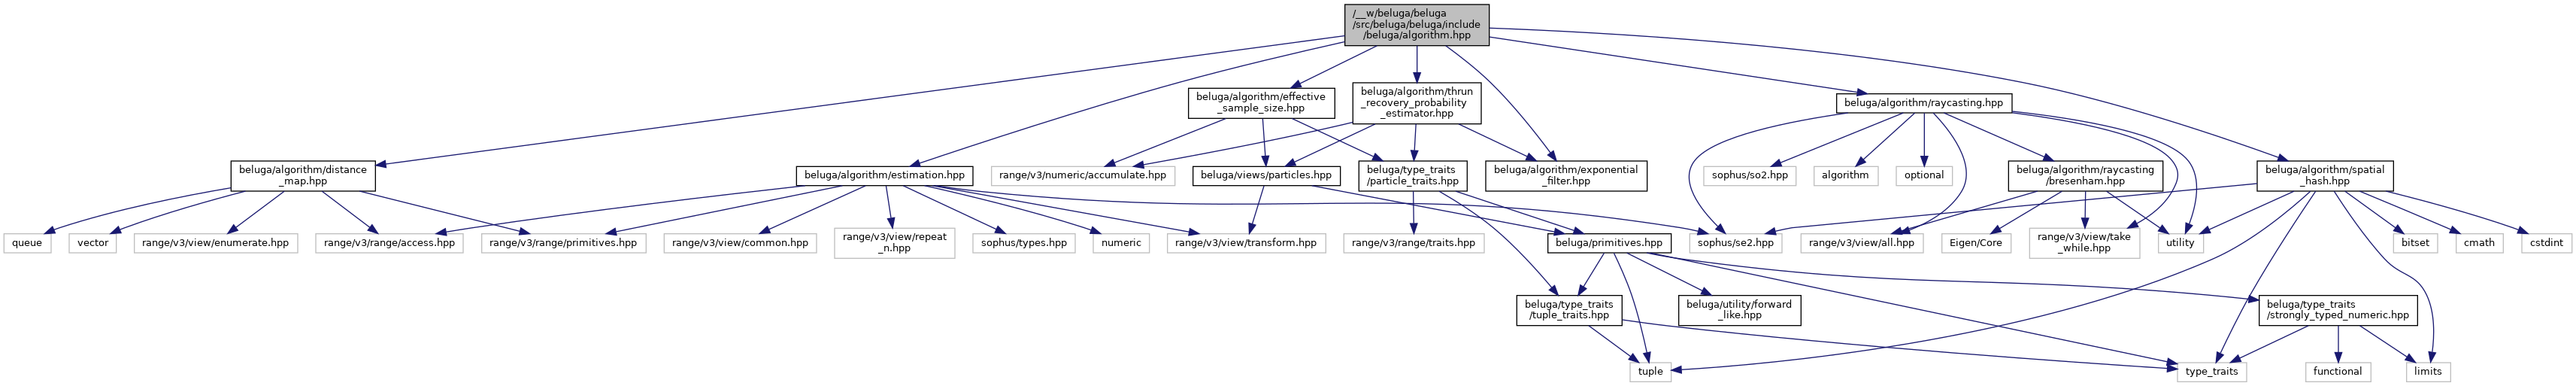 /__w/beluga/beluga
/src/beluga/beluga/include
/beluga/algorithm.hpp
beluga/algorithm/effective
_sample_size.hpp
beluga/algorithm/thrun
_recovery_probability
_estimator.hpp
beluga/algorithm/raycasting.hpp
beluga/algorithm/distance
_map.hpp
beluga/algorithm/estimation.hpp
range/v3/numeric/accumulate.hpp
beluga/views/particles.hpp
beluga/type_traits
/particle_traits.hpp
beluga/algorithm/exponential
_filter.hpp
sophus/so2.hpp
algorithm
optional
beluga/algorithm/raycasting
/bresenham.hpp
beluga/algorithm/spatial
_hash.hpp
queue
vector
range/v3/view/enumerate.hpp
range/v3/range/access.hpp
range/v3/range/primitives.hpp
range/v3/view/common.hpp
range/v3/view/repeat
_n.hpp
sophus/types.hpp
numeric
range/v3/view/transform.hpp
range/v3/range/traits.hpp
beluga/primitives.hpp
sophus/se2.hpp
range/v3/view/all.hpp
Eigen/Core
range/v3/view/take
_while.hpp
utility
bitset
cmath
cstdint
beluga/type_traits
/tuple_traits.hpp
beluga/utility/forward
_like.hpp
beluga/type_traits
/strongly_typed_numeric.hpp
tuple
type_traits
functional
limits